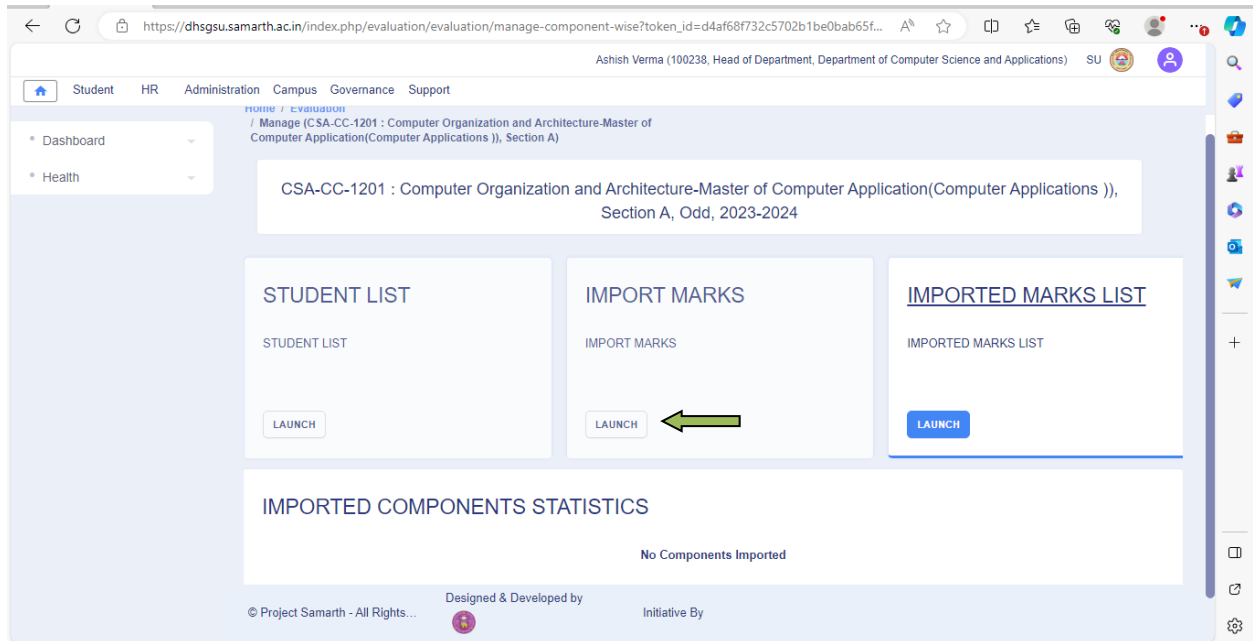 https://dhsgsu.samarth.ac.in/index.php/evaluation/evaluation/manage-component-wise?token_id=d4af68f732c5702b1be0bab65f...
Ashish Verma (100238, Head of Department, Department of Computer Science and Applications) SU
Student HR Administration Campus Governance Support
Home / Evaluation
/ Manage (CSA-CC-1201 : Computer Organization and Architecture-Master of
Computer Application(Computer Applications )), Section A)
Dashboard
Health
CSA-CC-1201 : Computer Organization and Architecture-Master of Computer Application(Computer Applications )),
Section A, Odd, 2023-2024
STUDENT LIST
STUDENT LIST
LAUNCH
IMPORT MARKS
IMPORT MARKS
LAUNCH
IMPORTED MARKS LIST
IMPORTED MARKS LIST
LAUNCH
IMPORTED COMPONENTS STATISTICS
No Components Imported
© Project Samarth - All Rights...
Designed & Developed by
Initiative By